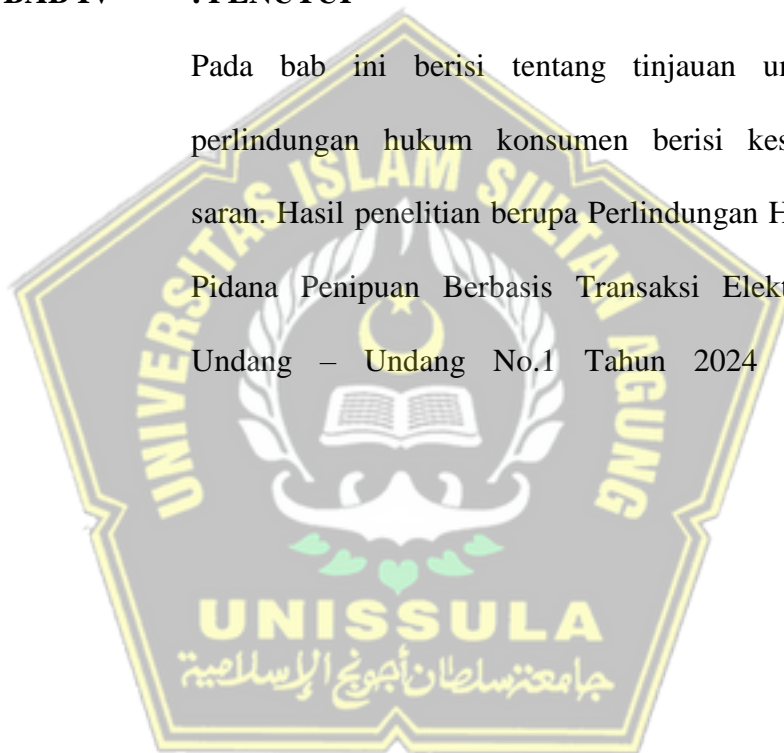 Pada bab ini berisi tentang tinjauan
perlindungan hukum konsumen berisi
saran. Hasil penelitian berupa Perlindungan
Pidana Penipuan Berbasis Transaksi
Undang – Undang No.1 Tahun 2024
UNIVERSITAS ISLAM SULTAN AGUNG
UNISSULA
جامعة سلطان أجونج الإسلامية